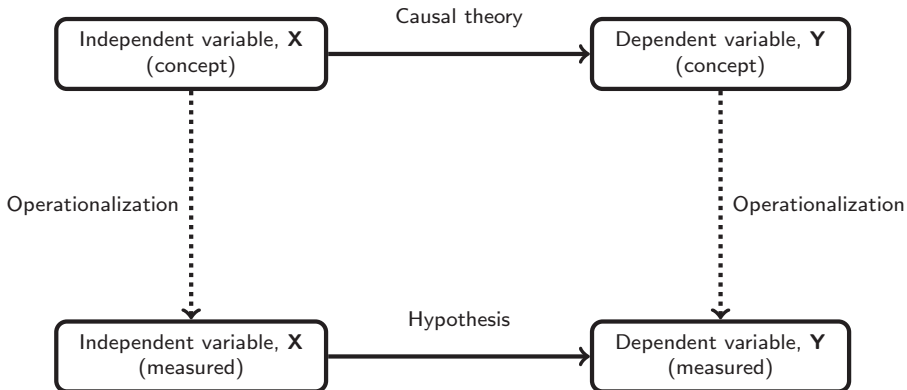 Causal theory
Independent variable, X
(concept)
Dependent variable, Y
(concept)
Operationalization
Operationalization
Hypothesis
Independent variable, X
(measured)
Dependent variable, Y
(measured)